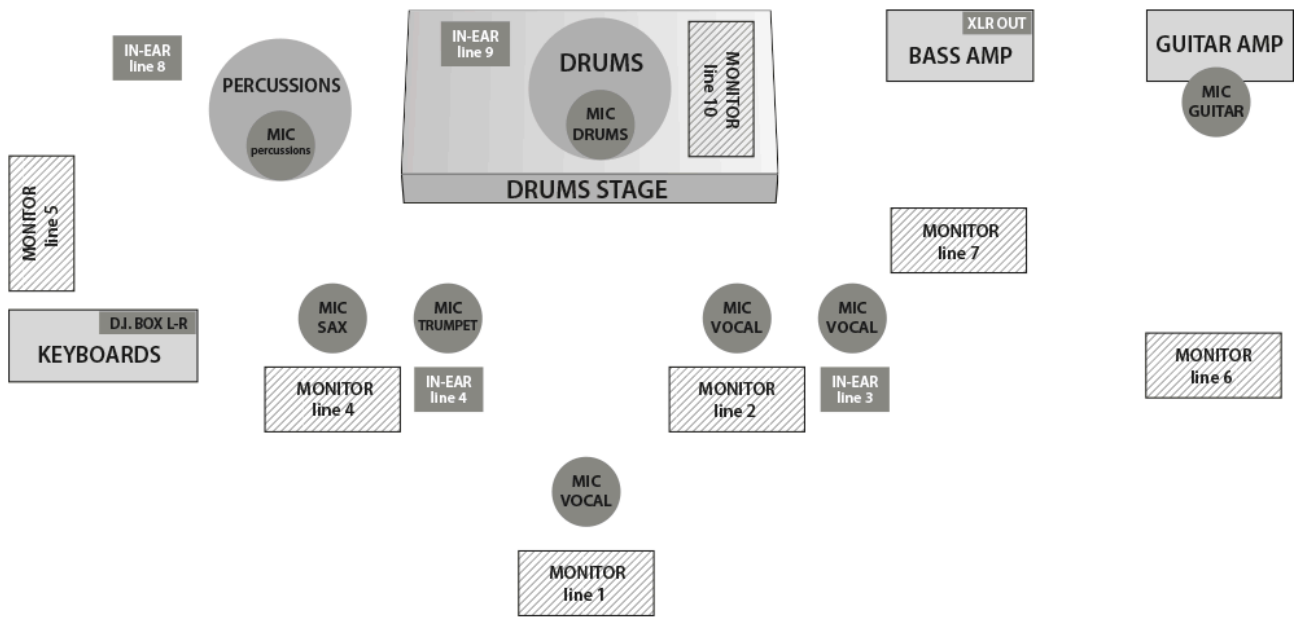 IN-EAR
line 8
PERCUSSIONS
MIC
percussions
IN-EAR
line 9
DRUMS
MIC
DRUMS
MONITOR
line 10
DRUMS STAGE
XLR OUT
BASS AMP
GUITAR AMP
MIC
GUITAR
MONITOR
line 5
MONITOR
line 7
D.I. BOX L-R
KEYBOARDS
MIC
SAX
MIC
TRUMPET
MIC
VOCAL
MIC
VOCAL
MONITOR
line 6
MONITOR
line 4
IN-EAR
line 4
MONITOR
line 2
IN-EAR
line 3
MIC
VOCAL
MONITOR
line 1